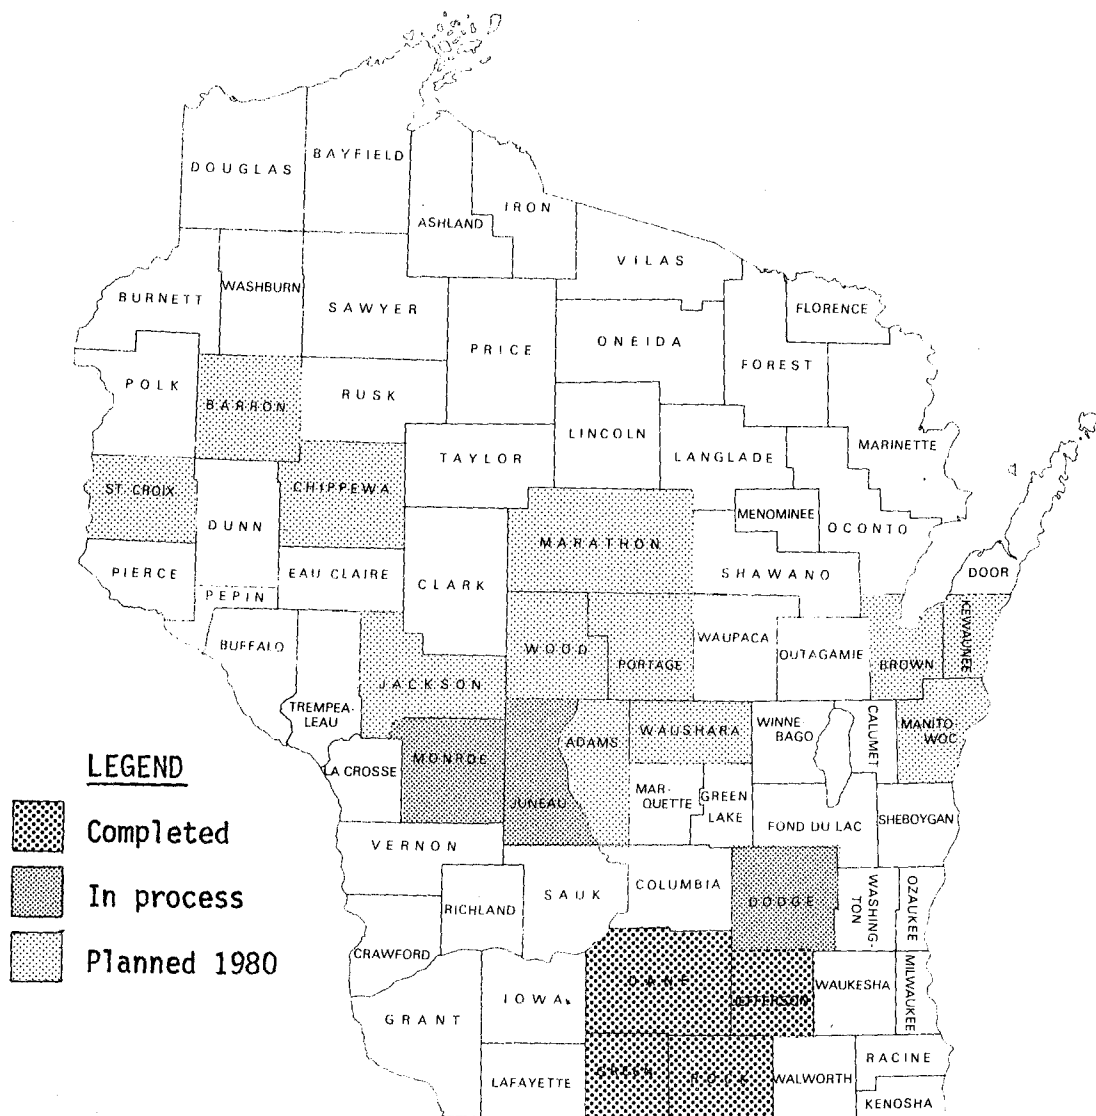 DOUGLAS
BAYFIELD
ASHLAND
IRON
VILAS
BURNETT
WASHBURN
SAWYER
PRICE
ONEIDA
FLORENCE
FOREST
POLK
BARRON
RUSK
LINCOLN
LANGLADE
MARINETTE
TAYLOR
ST. CROIX
CHIPPEWA
DUNN
MENOMINEE
OCONTO
MARATHON
PIERCE
EAU CLAIRE
CLARK
SHAWANO
DOOR
PEPIN
BUFFALO
WOOD
PORTAGE
WAUPACA
OUTAGAMIE
BROWN
KEWAUNEE
JACKSON
TREMPEA-
LEAU
ADAMS
WAUSHARA
WINNE-
BAGO
CALUMET
MANITO-
WOC
LA CROSSE
MONROE
JUNEAU
MAR-
QUETTE
GREEN
LAKE
FOND DU LAC
SHEBOYGAN
VERNON
RICHLAND
SAUK
COLUMBIA
DODGE
WASHING-
TON
OZAUKEE
CRAWFORD
GRANT
IOWA
DANE
JEFFERSON
WAUKESHA
MILWAUKEE
LAFAYETTE
GREEN
ROCK
WALWORTH
RACINE
KENOSHA
LEGEND
Completed
In process
Planned 1980